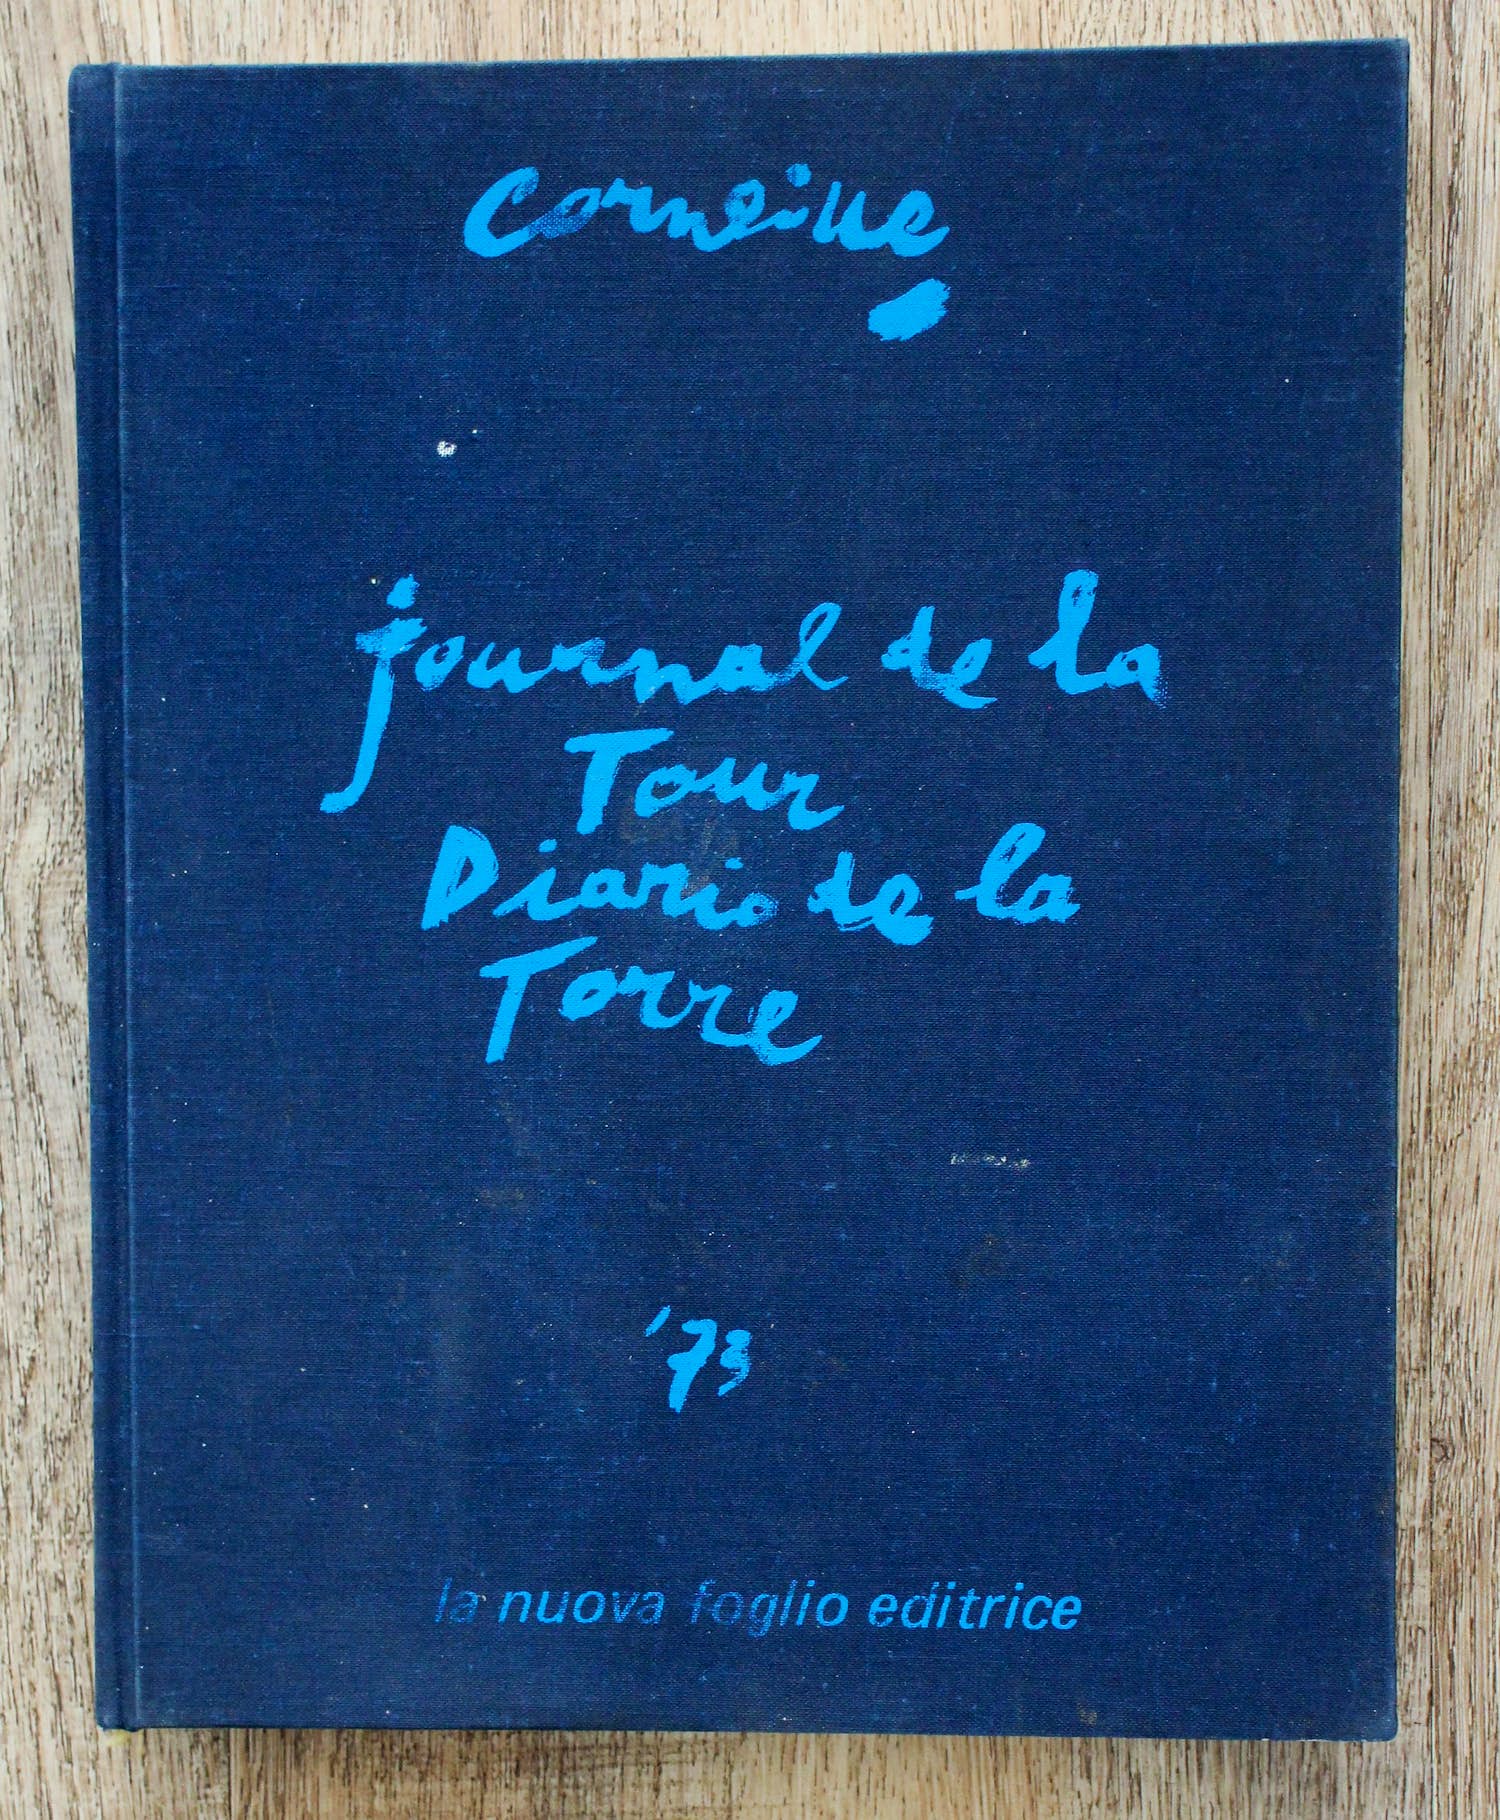 Corneille
journal de la
Tour
Diario de la
Torre
'73
la nuova foglio editrice